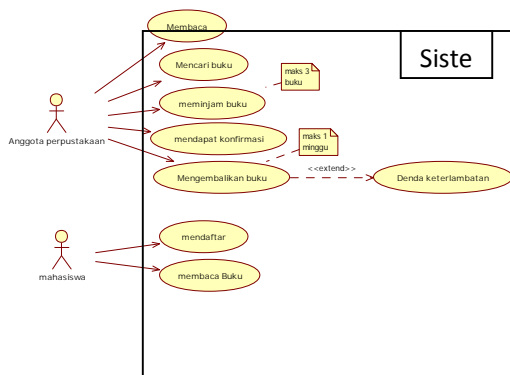 Membaca
Siste
Mencari buku
maks 3
buku
meminjam buku
Anggota perpustakaan
mendapat konfirmasi
maks 1
minggu
Mengembalikan buku
<<extend>>
Denda keterlambatan
mendaftar
mahasiswa
membaca Buku